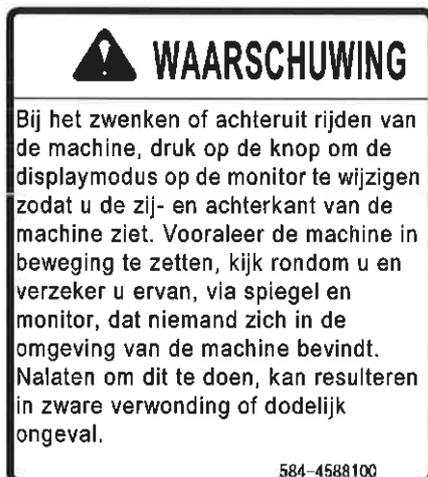 WAARSCHUWING
Bij het zwenken of achteruit rijden van
de machine, druk op de knop om de
displaymodus op de monitor te wijzigen
zodat u de zij- en achterkant van de
machine ziet. Vooraleer de machine in
beweging te zetten, kijk rondom u en
verzeker u ervan, via spiegel en
monitor, dat niemand zich in de
omgeving van de machine bevindt.
Nalaten om dit te doen, kan resulteren
in zware verwonding of dodelijk
ongeval.
584-4588100